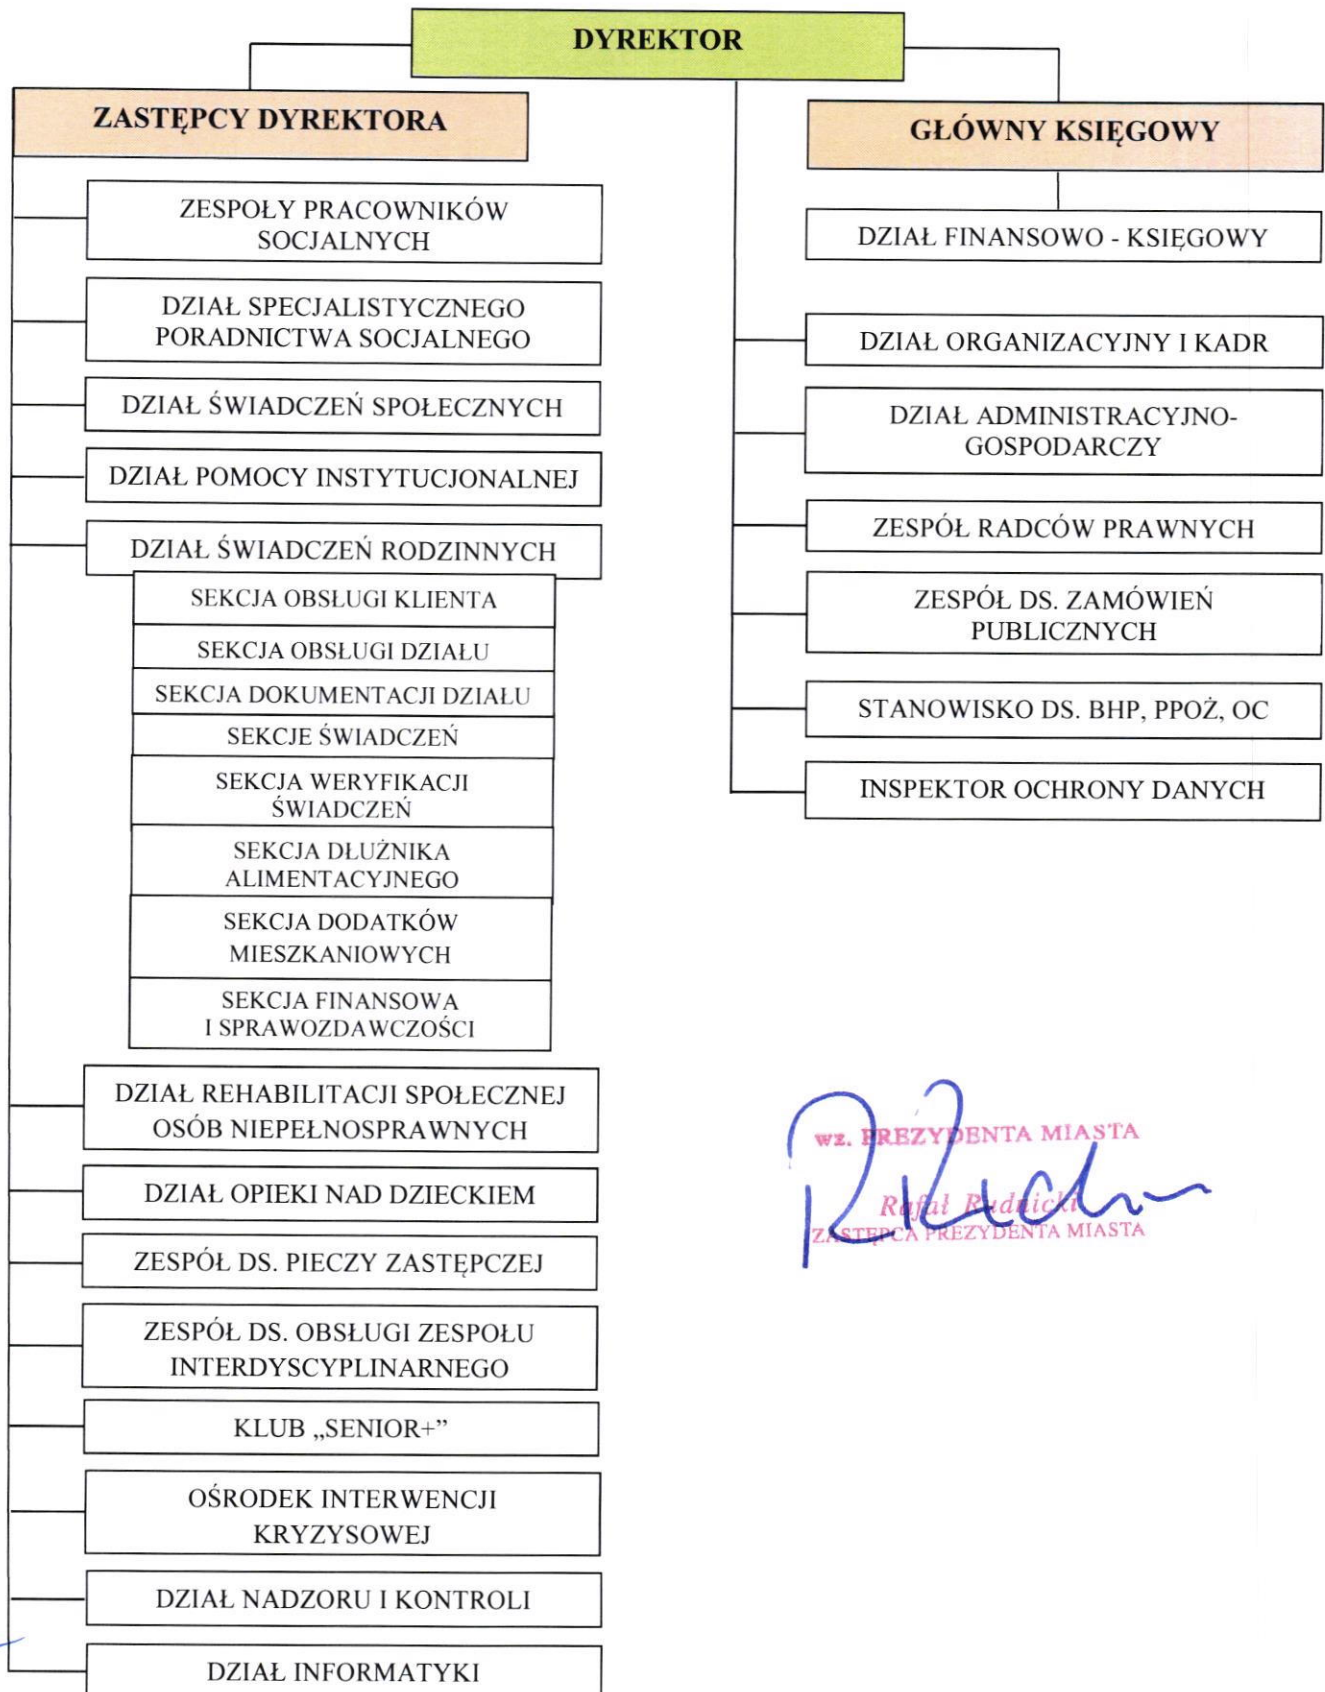 DYREKTOR
ZASTĘPCY DYREKTORA
ZESPOŁY PRACOWNIKÓW
SOCJALNYCH
DZIAŁ SPECJALISTYCZNEGO
PORADNICTWA SOCJALNEGO
DZIAŁ ŚWIADCZEŃ SPOŁECZNYCH
DZIAŁ POMOCY INSTYTUCJONALNEJ
DZIAŁ ŚWIADCZEŃ RODZINNYCH
SEKCJA OBSŁUGI KLIENTA
SEKCJA OBSŁUGI DZIAŁU
SEKCJA DOKUMENTACJI DZIAŁU
SEKCJE ŚWIADCZEŃ
SEKCJA WERYFIKACJI
ŚWIADCZEŃ
SEKCJA DŁUŻNIKA
ALIMENTACYJNEGO
SEKCJA DODATKÓW
MIESZKANIOWYCH
SEKCJA FINANSOWA
I SPRAWOZDAWCZOŚCI
DZIAŁ REHABILITACJI SPOŁECZNEJ
OSÓB NIEPEŁNOSPRAWNYCH
DZIAŁ OPIEKI NAD DZIECKIEM
ZESPÓŁ DS. PIECZY ZASTĘPCZEJ
ZESPÓŁ DS. OBSŁUGI ZESPOŁU
INTERDYSCYPLINARNEGO
KLUB „SENIOR+”
OŚRODEK INTERWENCJI
KRYZYSOWEJ
DZIAŁ NADZORU I KONTROLI
DZIAŁ INFORMATYKI
GŁÓWNY KSIĘGOWY
DZIAŁ FINANSOWO - KSIĘGOWY
DZIAŁ ORGANIZACYJNY I KADR
DZIAŁ ADMINISTRACYJNO-
GOSPODARCZY
ZESPÓŁ RADCÓW PRAWNYCH
ZESPÓŁ DS. ZAMÓWIEŃ
PUBLICZNYCH
STANOWISKO DS. BHP, PPOŻ, OC
INSPEKTOR OCHRONY DANYCH
wz. PREZYDENTA MIASTA
Rafał Rudnicki
ZASTĘPCA PREZYDENTA MIASTA